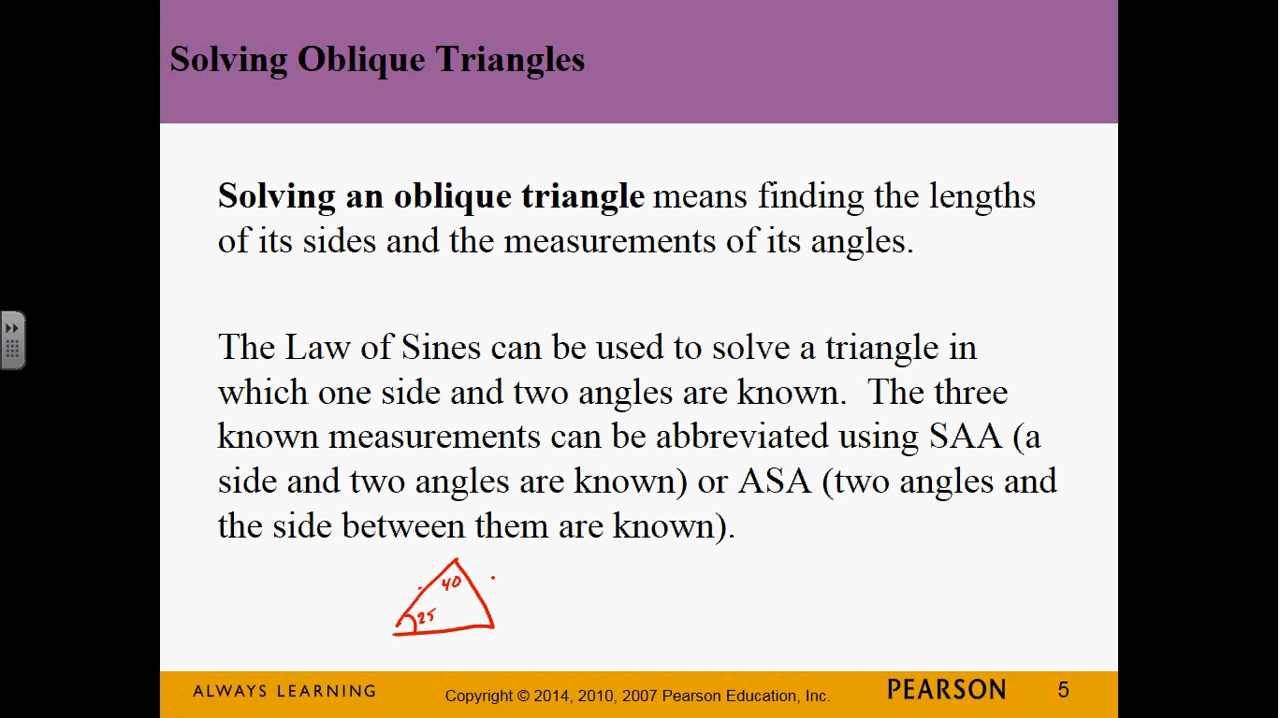 Solving Oblique Triangles
Solving an oblique triangle means finding the lengths
of its sides and the measurements of its angles.
The Law of Sines can be used to solve a triangle in
which one side and two angles are known.  The three
known measurements can be abbreviated using SAA (a
side and two angles are known) or ASA (two angles and
the side between them are known).
40
25
ALWAYS LEARNING
Copyright © 2014, 2010, 2007 Pearson Education, Inc.
PEARSON
5